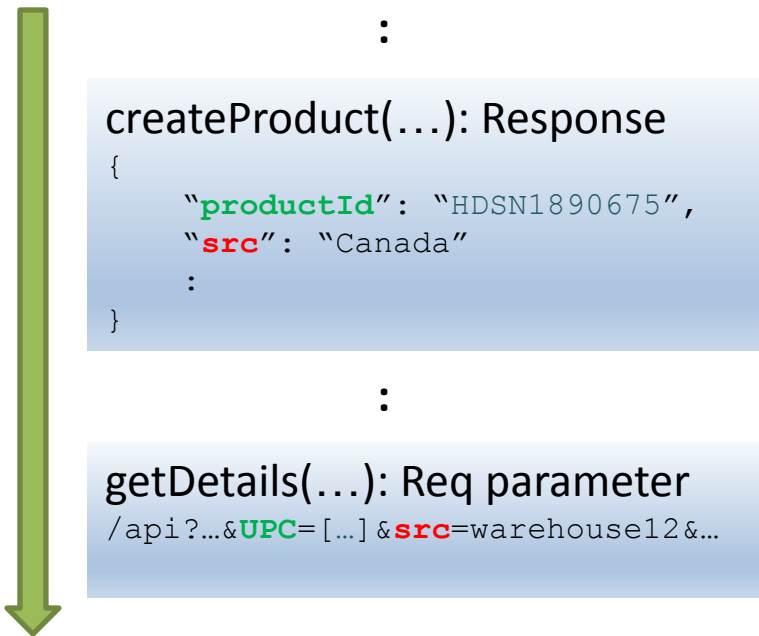 :
createProduct(...): Response
{
“productId”: “HDSN1890675”,
“src”: “Canada”
:
}
:
getDetails(...): Req parameter
/api?…&UPC=[…]&src=warehouse12&…